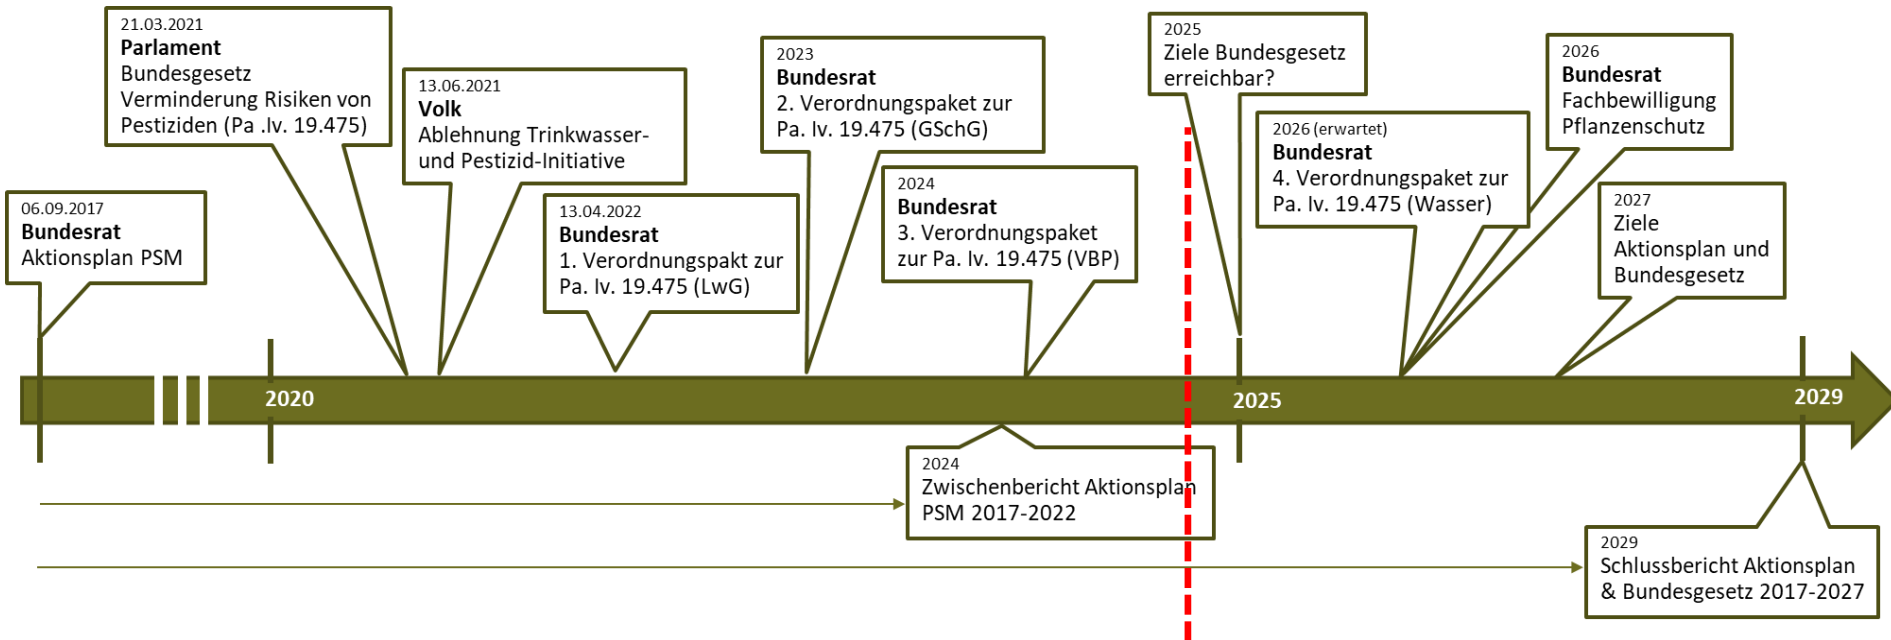 21.03.2021
Parlament
Bundesgesetz
Verminderung Risiken von
Pestiziden (Pa .Iv. 19.475)
13.06.2021
Volk
Ablehnung Trinkwasser-
und Pestizid-Initiative
2023
Bundesrat
2. Verordnungspaket zur
Pa. Iv. 19.475 (GSchG)
2025
Ziele Bundesgesetz
erreichbar?
2026
Bundesrat
Fachbewilligung
Pflanzenschutz
06.09.2017
Bundesrat
Aktionsplan PSM
13.04.2022
Bundesrat
1. Verordnungspakt zur
Pa. Iv. 19.475 (LwG)
2024
Bundesrat
3. Verordnungspaket
zur Pa. Iv. 19.475 (VBP)
2026 (erwartet)
Bundesrat
4. Verordnungspaket zur
Pa. Iv. 19.475 (Wasser)
2027
Ziele
Aktionsplan und
Bundesgesetz
2020
2025
2029
2024
Zwischenbericht Aktionsplan
PSM 2017-2022
2029
Schlussbericht Aktionsplan
& Bundesgesetz 2017-2027